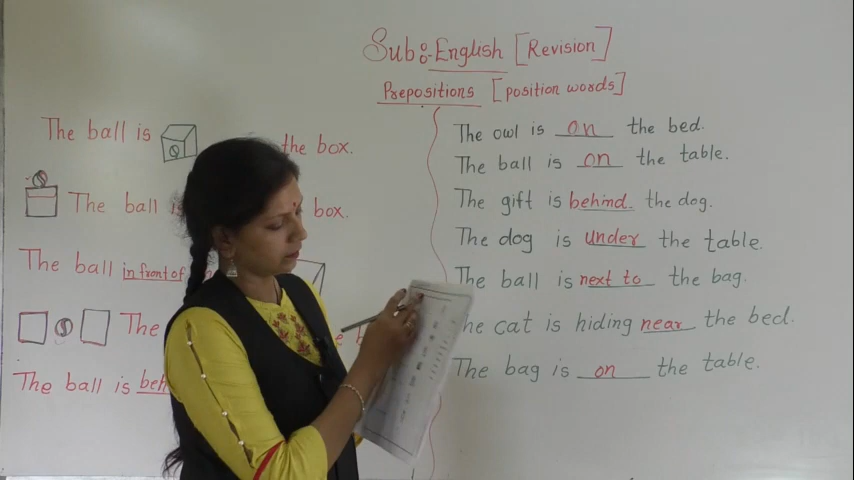 Sub:- English [Revision]
Prepositions [position words]
The ball is the box.
The ball box.
The ball in front of
The
The ball is
The owl is on the bed.
The ball is on the table.
The gift is behind the dog.
The dog is under the table.
The ball is next to the bag.
The cat is hiding near the bed.
The bag is on the table.